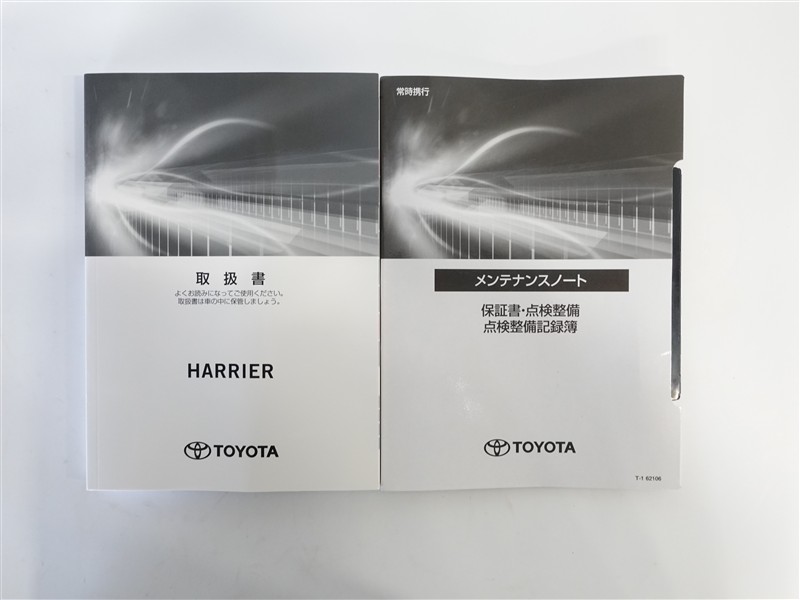 取扱書
よくお読みになってご使用ください。
取扱書は車の中に保管しましょう。
HARRIER
TOYOTA
常時携行
メンテナンスノート
保証書・点検整備
点検整備記録簿
TOYOTA
T-1 62106